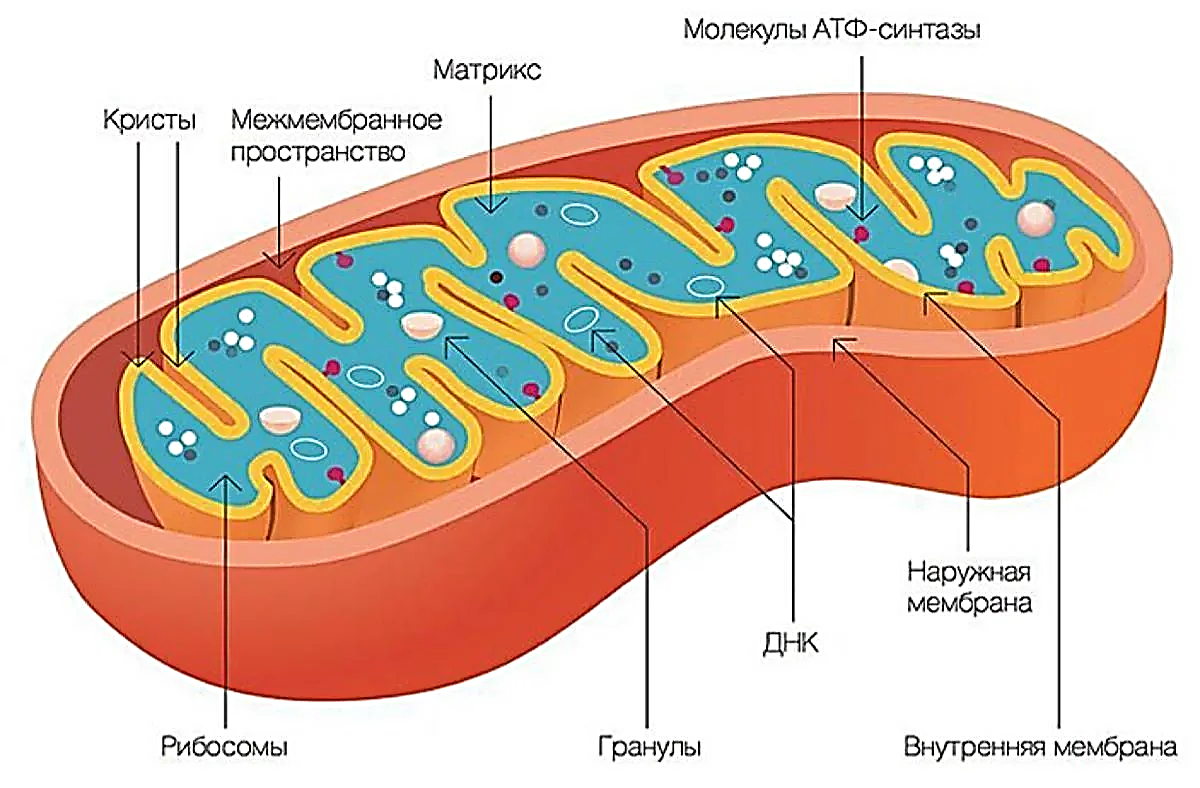 Молекулы АТФ-синтазы
Матрикс
Кристы
Межмембранное
пространство
Наружная
мембрана
ДНК
Рибосомы
Гранулы
Внутренняя мембрана